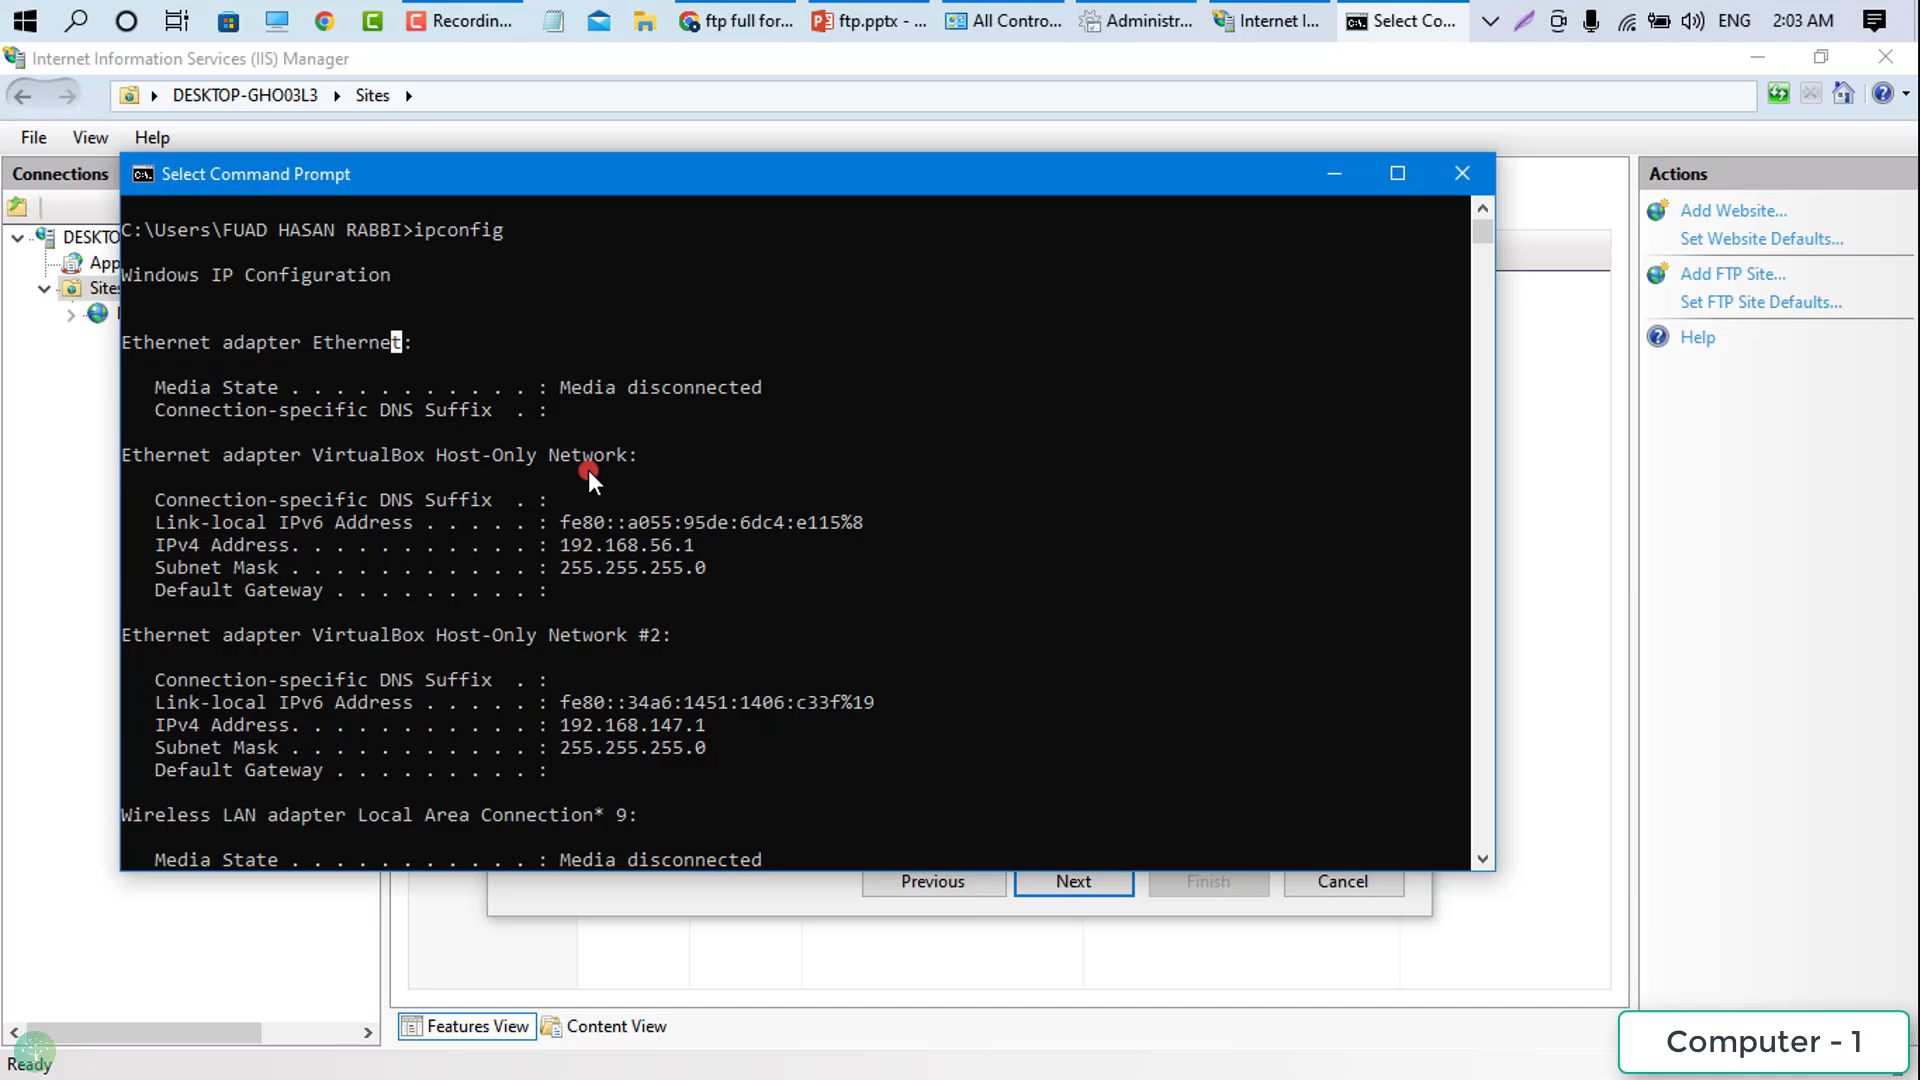 Recordin...
ftp full for...
ftp.pptx - ...
All Contro...
Administr...
Internet I...
Select Co...
ENG
2:03 AM
Internet Information Services (IIS) Manager
DESKTOP-GHO03L3
Sites
File
View
Help
Connections
Select Command Prompt
Actions
C:\Users\FUAD HASAN RABBI>ipconfig
Add Website...
Set Website Defaults...
Add FTP Site...
Set FTP Site Defaults...
Help
DESKTO
App
Sites
Windows IP Configuration
Ethernet adapter Ethernet:
Media State . . . . . . . . . . . : Media disconnected
Connection-specific DNS Suffix . :
Ethernet adapter VirtualBox Host-Only Network:
Connection-specific DNS Suffix . :
Link-local IPv6 Address . . . . . : fe80::a055:95de:6dc4:e115%8
IPv4 Address. . . . . . . . . . . : 192.168.56.1
Subnet Mask . . . . . . . . . . . : 255.255.255.0
Default Gateway . . . . . . . . . :
Ethernet adapter VirtualBox Host-Only Network #2:
Connection-specific DNS Suffix . :
Link-local IPv6 Address . . . . . : fe80::34a6:1451:1406:c33f%19
IPv4 Address. . . . . . . . . . . : 192.168.147.1
Subnet Mask . . . . . . . . . . . : 255.255.255.0
Default Gateway . . . . . . . . . :
Wireless LAN adapter Local Area Connection* 9:
Media State . . . . . . . . . . . : Media disconnected
Previous
Next
Finish
Cancel
Features View
Content View
Computer - 1
Ready